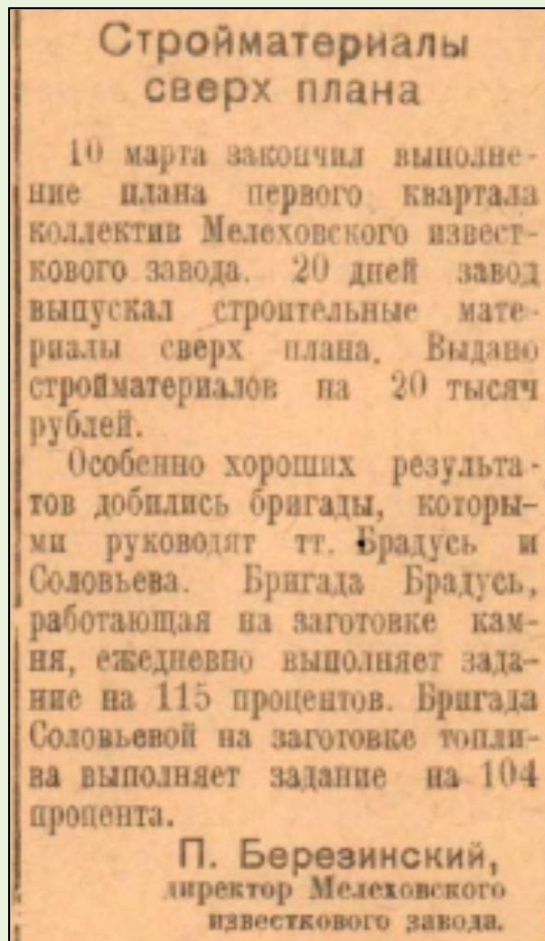 Стройматериалы
сверх плана
10 марта закончил выполне-
ние плана первого квартала
коллектив Мелеховского извест-
кового завода. 20 дней завод
выпускал строительные мате-
риалы сверх плана. Выдано
стройматериалов на 20 тысяч
рублей.
Особенно хороших результа-
тов добились бригады, которы-
ми руководят тт. Брадусь и
Соловьева. Бригада Брадусь,
работающая на заготовке кам-
ня, ежедневно выполняет зада-
ние на 115 процентов. Бригада
Соловьевой на заготовке топли-
ва выполняет задание на 104
процента.
П. Березинский,
директор Мелеховского
известкового завода.